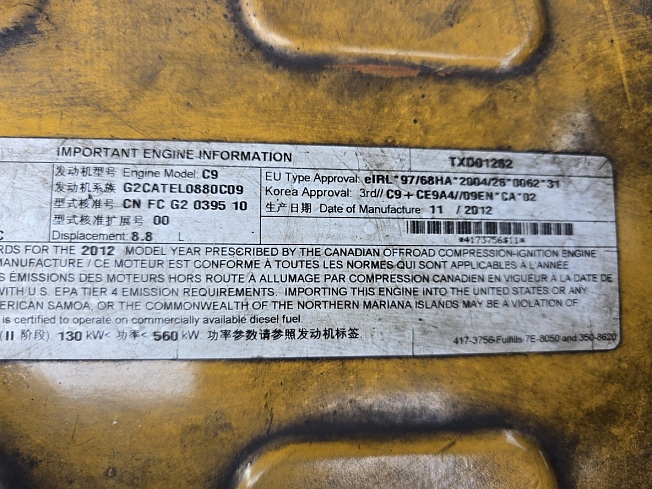 IMPORTANT ENGINE INFORMATION TXD01262
发动机型号 Engine Model: C9
发动机系族 G2CATEL0880C09
型式核准号 CN FC G2 0395 10
型式核准扩展号 00
C Displacement: 8.8 L
EU Type Approval: eIRL*97/68HA*2004/26*0062*31
Korea Approval: 3rd// C9 + CE9A4//09EN*CA*02
生产日期 Date of Manufacture: 11 / 2012
*4173756$11*
RDS FOR THE 2012 MODEL YEAR PRESCRIBED BY THE CANADIAN OFFROAD COMPRESSION-IGNITION ENGINE
MANUFACTURE / CE MOTEUR EST CONFORME À TOUTES LES NORMES QUI SONT APPLICABLES À L'ANNÉE
S EMISSIONS DES MOTEURS HORS ROUTE À ALLUMAGE PAR COMPRESSION CANADIEN EN VIGUEUR À LA DATE DE
WITH U.S. EPA TIER 4 EMISSION REQUIREMENTS. IMPORTING THIS ENGINE INTO THE UNITED STATES OR ANY
ERICAN SAMOA, OR THE COMMONWEALTH OF THE NORTHERN MARIANA ISLANDS MAY BE A VIOLATION OF
is certified to operate on commercially available diesel fuel.
(II 阶段) 130 kW< 功率< 560 kW. 功率参数请参照发动机标签.
417-3756-Fulfills 7E-8050 and 350-8620